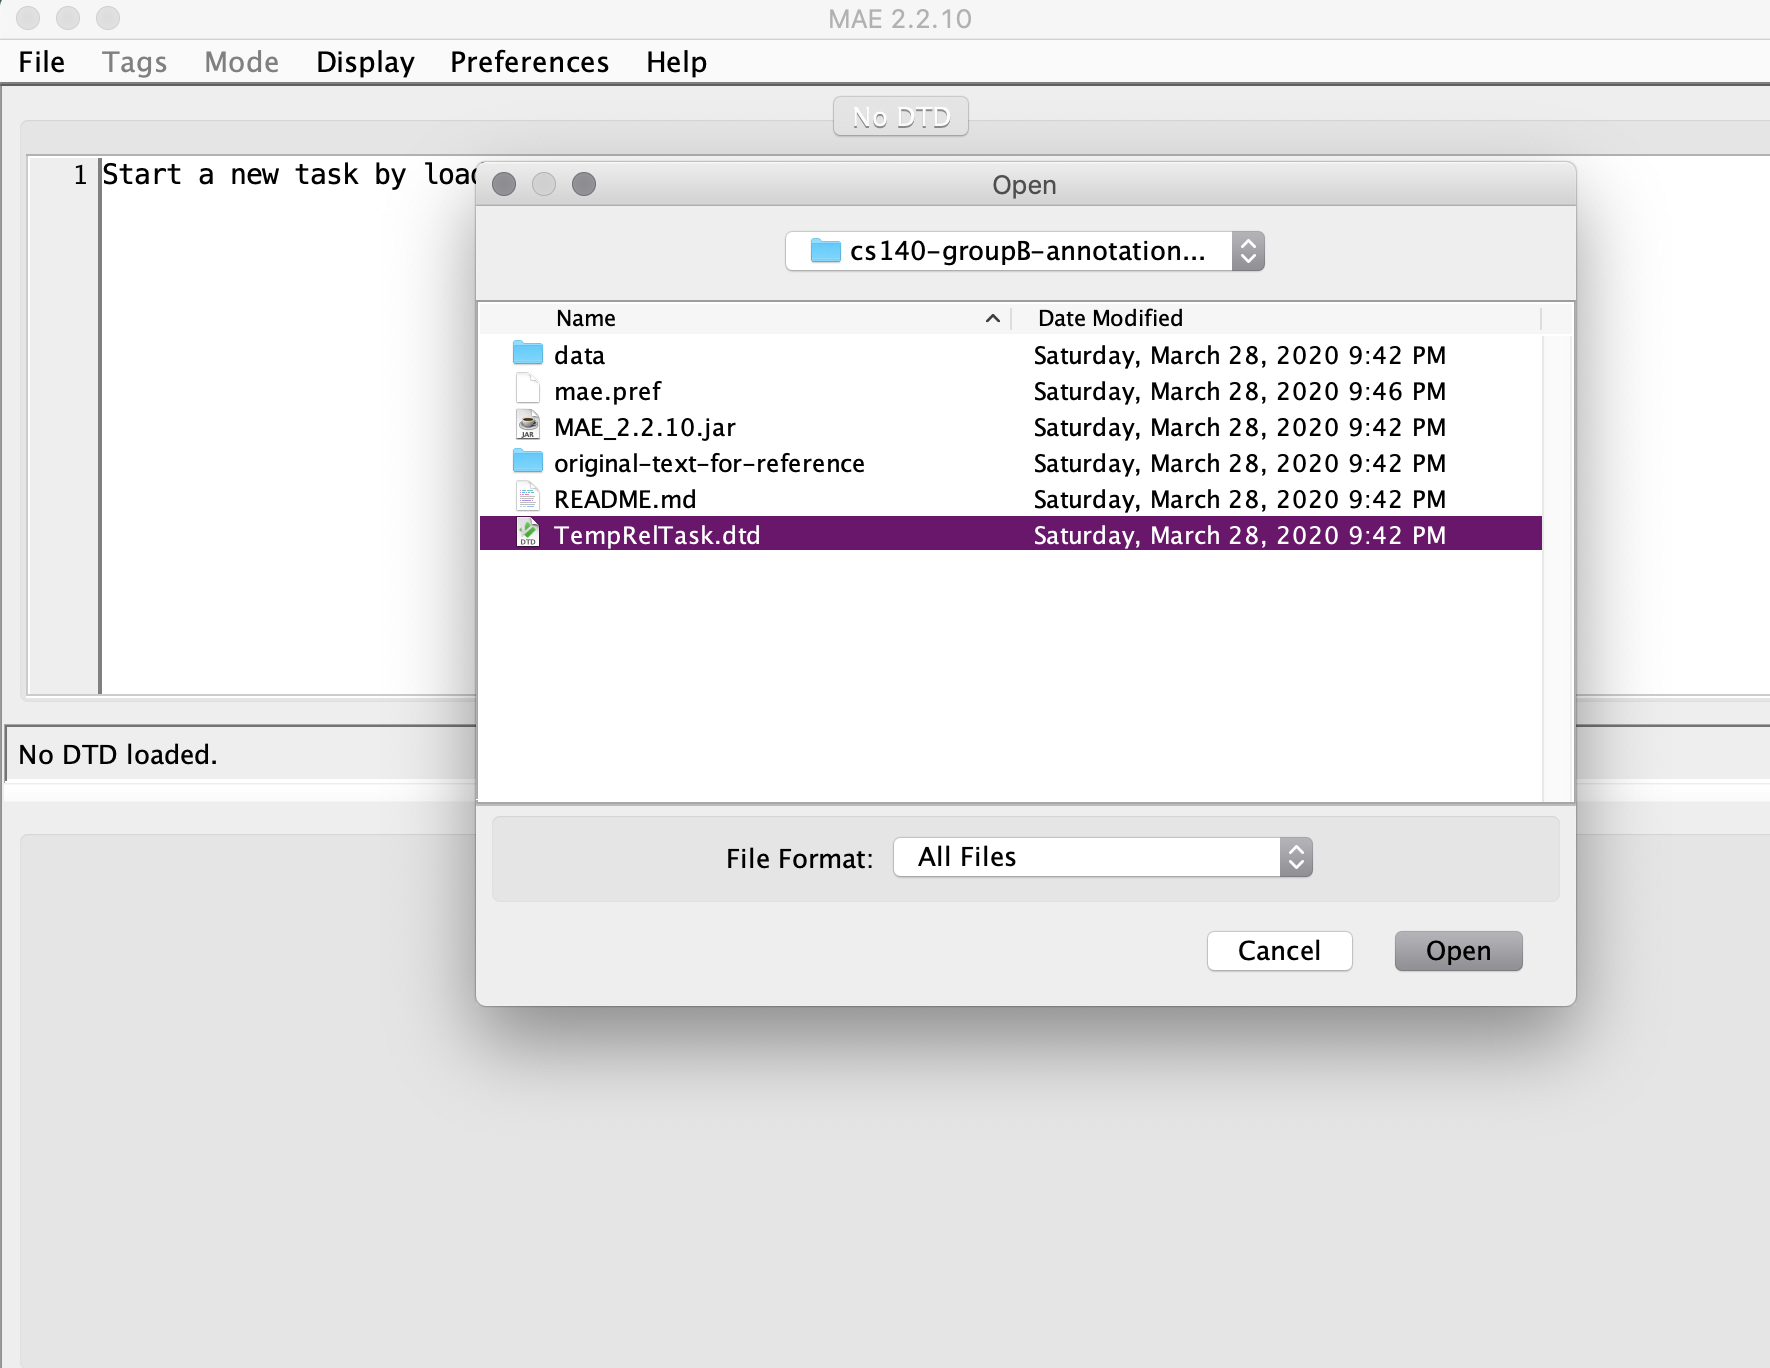 MAE 2.2.10
File Tags Mode Display Preferences Help
No DTD
1 Start a new task by
Open
cs140-groupB-annotation...
Name Date Modified
data Saturday, March 28, 2020 9:42 PM
mae.pref Saturday, March 28, 2020 9:46 PM
JAR MAE_2.2.10.jar Saturday, March 28, 2020 9:42 PM
original-text-for-reference Saturday, March 28, 2020 9:42 PM
README.md Saturday, March 28, 2020 9:42 PM
DTD TempRelTask.dtd Saturday, March 28, 2020 9:42 PM
No DTD loaded.
File Format: All Files
Cancel Open